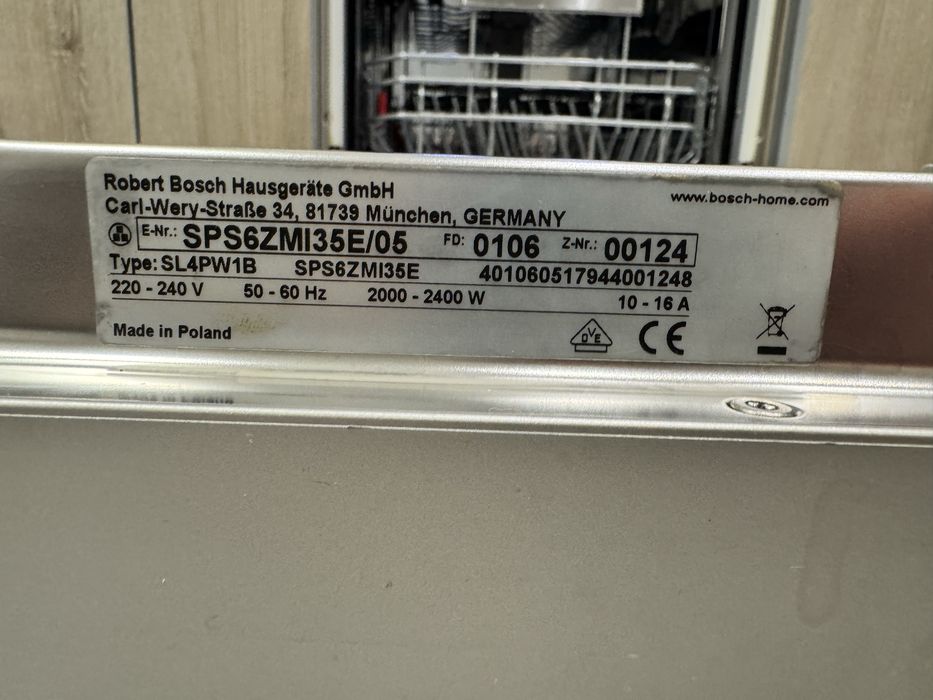 Robert Bosch Hausgeräte GmbH
www.bosch-home.com
Carl-Wery-Straße 34, 81739 München, GERMANY
E-Nr.: SPS6ZMI35E/05 FD: 0106 Z-Nr.: 00124
Type: SL4PW1B SPS6ZMI35E 401060517944001248
220 - 240 V 50 - 60 Hz 2000 - 2400 W 10 - 16 A
Made in Poland
DVE CE